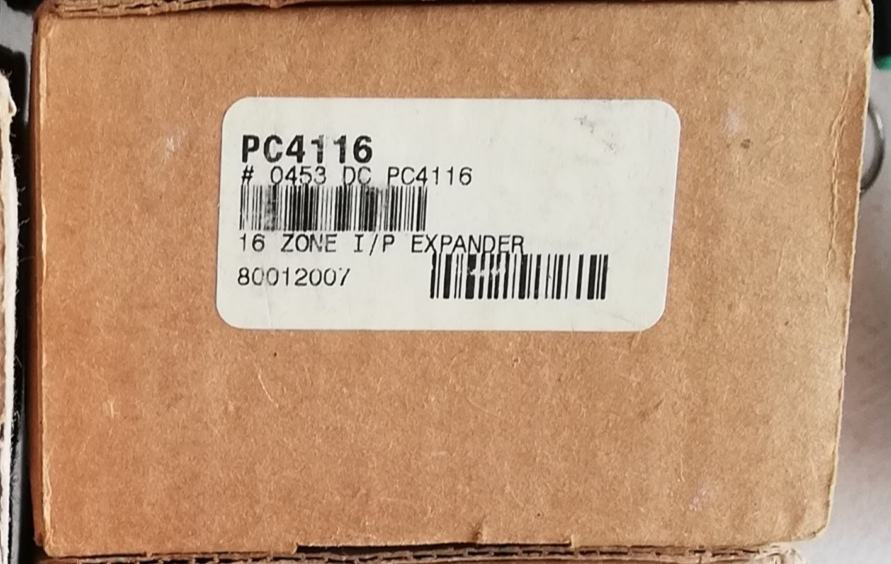 PC4116
# 0453 DC PC4116
16 ZONE I/P EXPANDER
80012007